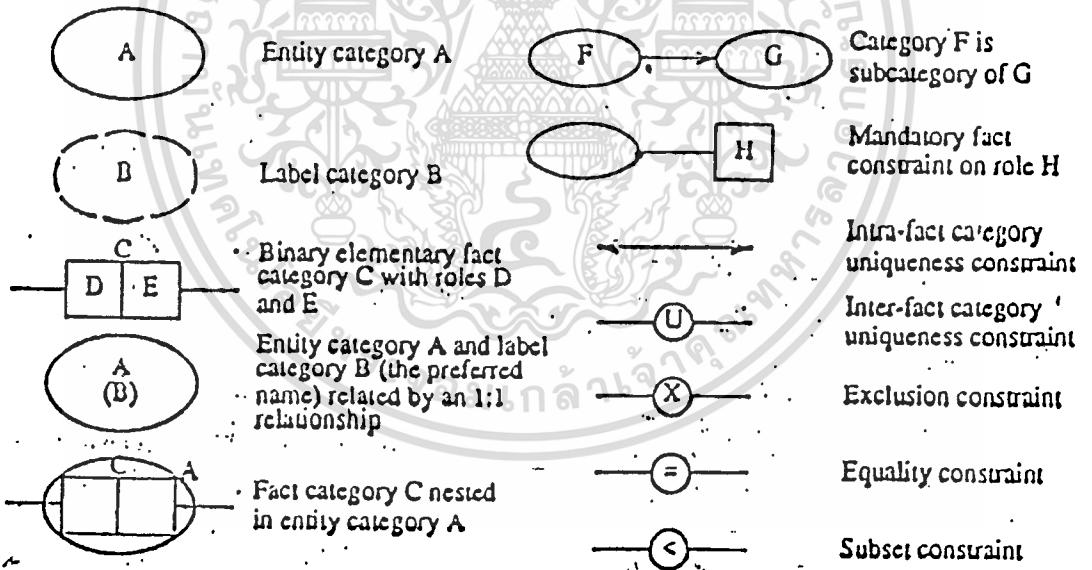 A
Entity category A
B
Label category B
C
D E
Binary elementary fact
category C with roles D
and E
A
(B)
Entity category A and label
category B (the preferred
name) related by an 1:1
relationship
C A
Fact category C nested
in entity category A
F G
Category F is
subcategory of G
H
Mandatory fact
constraint on role H
Intra-fact category
uniqueness constraint
U
Inter-fact category
uniqueness constraint
X
Exclusion constraint
=
Equality constraint
<
Subset constraint